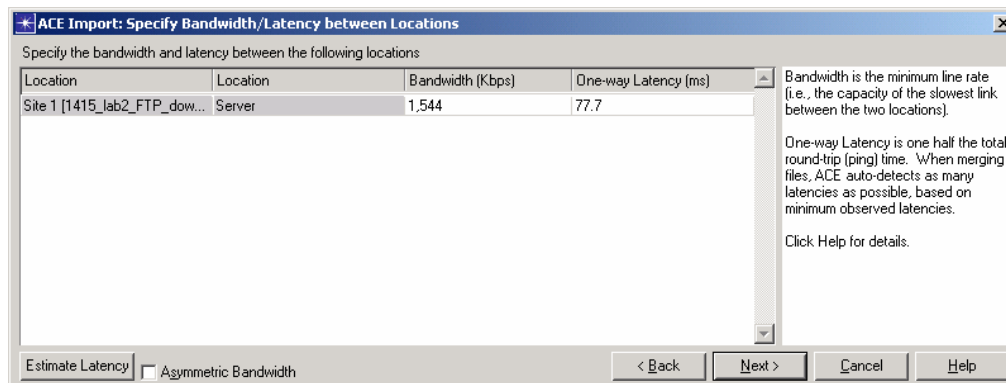 ACE Import: Specify Bandwidth/Latency between Locations
Specify the bandwidth and latency between the following locations
Location Location Bandwidth (Kbps) One-way Latency (ms)
Site 1 [1415_lab2_FTP_dow... Server 1,544 77.7
Bandwidth is the minimum line rate
(i.e., the capacity of the slowest link
between the two locations).
One-way Latency is one half the total
round-trip (ping) time. When merging
files, ACE auto-detects as many
latencies as possible, based on
minimum observed latencies.
Click Help for details.
Estimate Latency Asymmetric Bandwidth < Back Next > Cancel Help